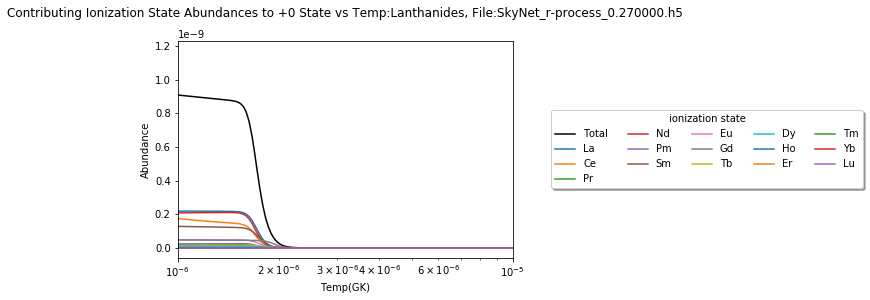 Contributing Ionization State Abundances to +0 State vs Temp:Lanthanides, File:SkyNet_r-process_0.270000.h5
1e−9
1.2
1.0
0.8
0.6
0.4
0.2
0.0
Abundance
10⁻⁶
2 × 10⁻⁶
3 × 10⁻⁶
4 × 10⁻⁶
6 × 10⁻⁶
10⁻⁵
Temp(GK)
ionization state
Total Nd Eu Dy Tm
La Pm Gd Ho Yb
Ce Sm Tb Er Lu
Pr